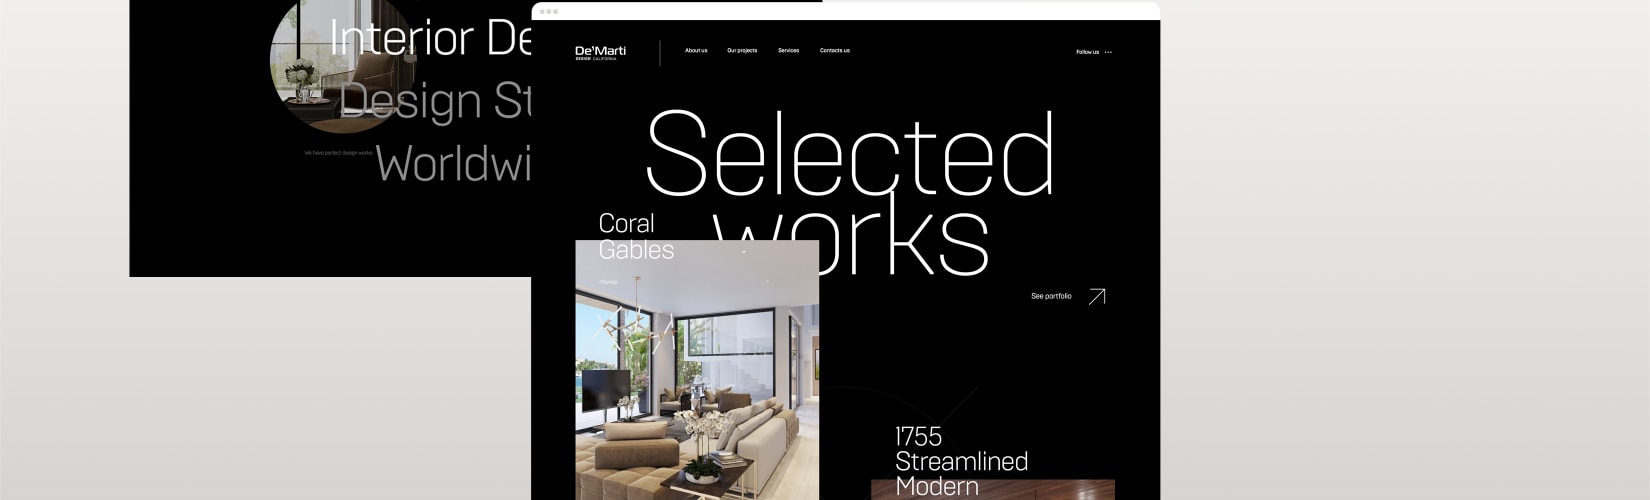 Interior De
Design St
Worldwi
We have perfect design works
De'Marti
DESIGN CALIFORNIA
About us
Our projects
Services
Contacts us
Follow us
Selected
works
Coral
Gables
Florida
See portfolio
1755
Streamlined
Modern